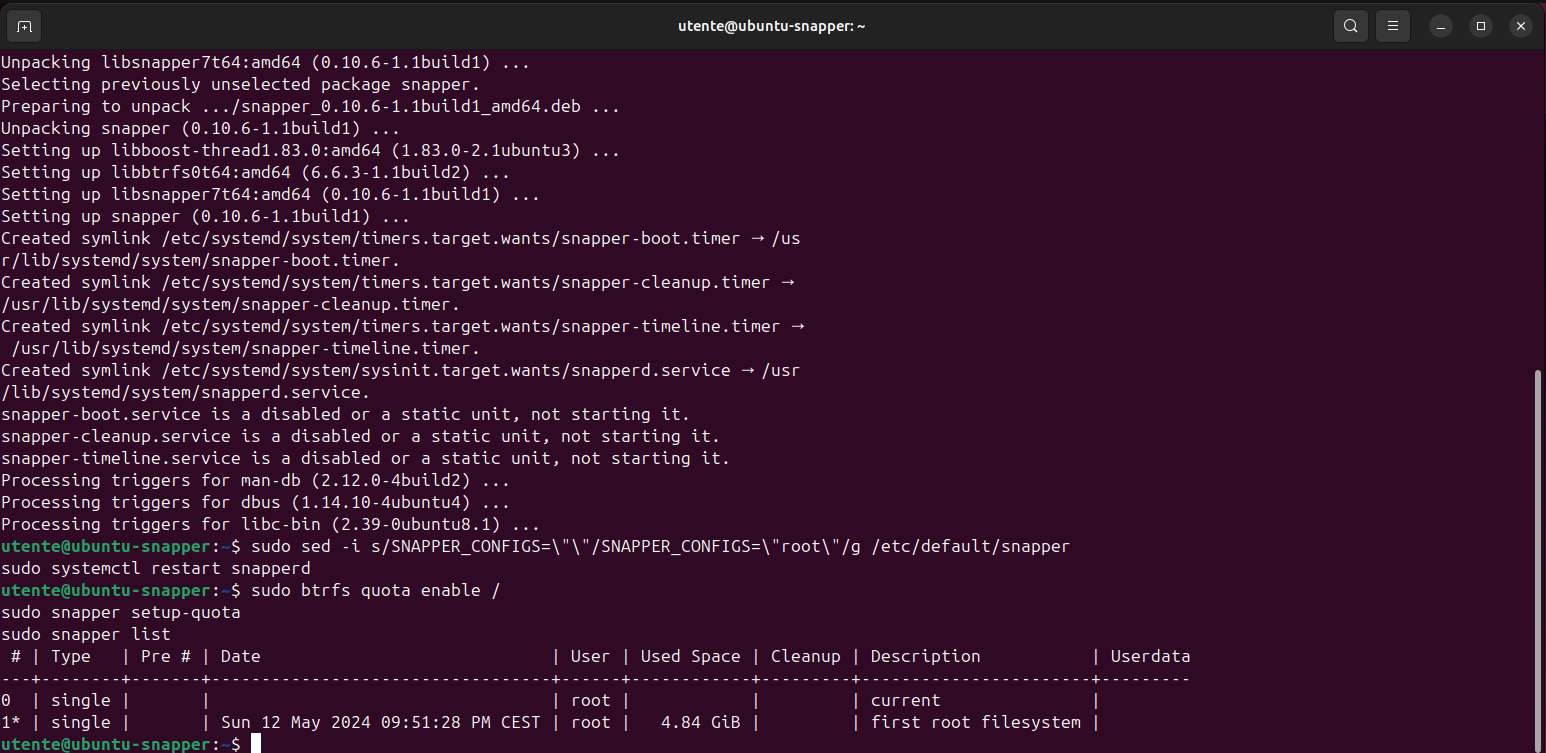 utente@ubuntu-snapper: ~
Unpacking libsnapper7t64:amd64 (0.10.6-1.1build1) ...
Selecting previously unselected package snapper.
Preparing to unpack .../snapper_0.10.6-1.1build1_amd64.deb ...
Unpacking snapper (0.10.6-1.1build1) ...
Setting up libboost-thread1.83.0:amd64 (1.83.0-2.1ubuntu3) ...
Setting up libbtrfs0t64:amd64 (6.6.3-1.1build2) ...
Setting up libsnapper7t64:amd64 (0.10.6-1.1build1) ...
Setting up snapper (0.10.6-1.1build1) ...
Created symlink /etc/systemd/system/timers.target.wants/snapper-boot.timer → /us
r/lib/systemd/system/snapper-boot.timer.
Created symlink /etc/systemd/system/timers.target.wants/snapper-cleanup.timer →
/usr/lib/systemd/system/snapper-cleanup.timer.
Created symlink /etc/systemd/system/timers.target.wants/snapper-timeline.timer →
 /usr/lib/systemd/system/snapper-timeline.timer.
Created symlink /etc/systemd/system/sysinit.target.wants/snapperd.service → /usr
/lib/systemd/system/snapperd.service.
snapper-boot.service is a disabled or a static unit, not starting it.
snapper-cleanup.service is a disabled or a static unit, not starting it.
snapper-timeline.service is a disabled or a static unit, not starting it.
Processing triggers for man-db (2.12.0-4build2) ...
Processing triggers for dbus (1.14.10-4ubuntu4) ...
Processing triggers for libc-bin (2.39-0ubuntu8.1) ...
utente@ubuntu-snapper:~$ sudo sed -i s/SNAPPER_CONFIGS=\"\"/SNAPPER_CONFIGS=\"root\"/g /etc/default/snapper
sudo systemctl restart snapperd
utente@ubuntu-snapper:~$ sudo btrfs quota enable /
sudo snapper setup-quota
sudo snapper list
 # | Type   | Pre # | Date                             | User | Used Space | Cleanup | Description           | Userdata
---+--------+-------+----------------------------------+------+------------+---------+-----------------------+---------
0  | single |       |                                  | root |            |         | current               |
1* | single |       | Sun 12 May 2024 09:51:28 PM CEST | root |   4.84 GiB |         | first root filesystem |
utente@ubuntu-snapper:~$